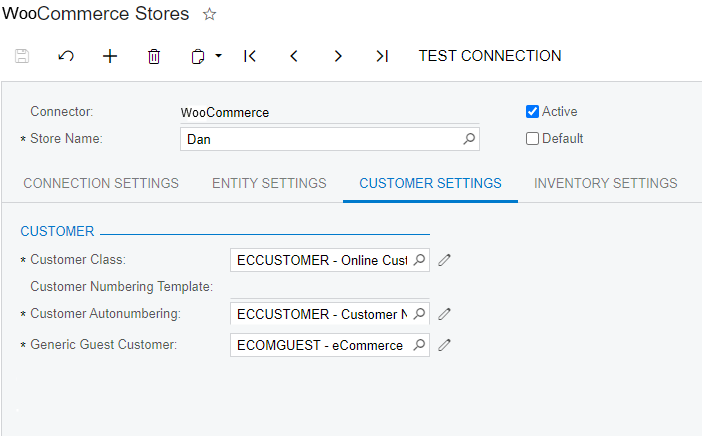 WooCommerce Stores
TEST CONNECTION
Connector: WooCommerce Active
* Store Name: Dan Default
CONNECTION SETTINGS ENTITY SETTINGS CUSTOMER SETTINGS INVENTORY SETTINGS
CUSTOMER
* Customer Class: ECCUSTOMER - Online Cust
Customer Numbering Template:
* Customer Autonumbering: ECCUSTOMER - Customer N
* Generic Guest Customer: ECOMGUEST - eCommerce